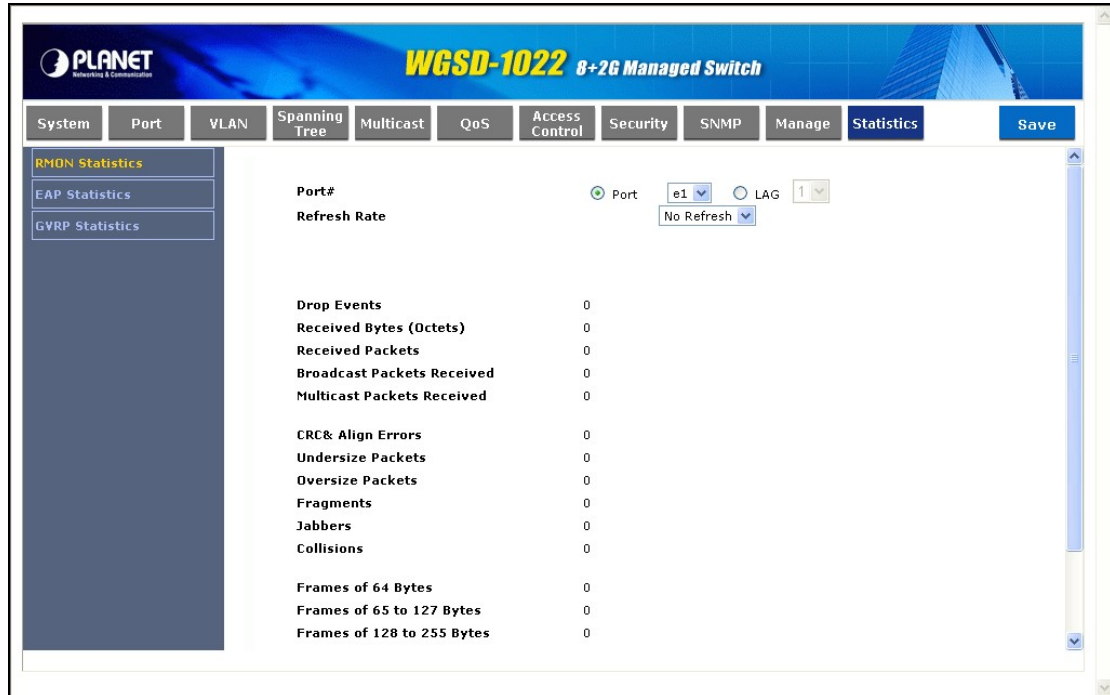 PLANET
Networking & Communication
WGSD-1022 8+2G Managed Switch
System Port VLAN Spanning Tree Multicast QoS Access Control Security SNMP Manage Statistics Save
RMON Statistics
EAP Statistics
GVRP Statistics
Port# Port e1 LAG 1
Refresh Rate No Refresh
Drop Events 0
Received Bytes (Octets) 0
Received Packets 0
Broadcast Packets Received 0
Multicast Packets Received 0
CRC& Align Errors 0
Undersize Packets 0
Oversize Packets 0
Fragments 0
Jabbers 0
Collisions 0
Frames of 64 Bytes 0
Frames of 65 to 127 Bytes 0
Frames of 128 to 255 Bytes 0